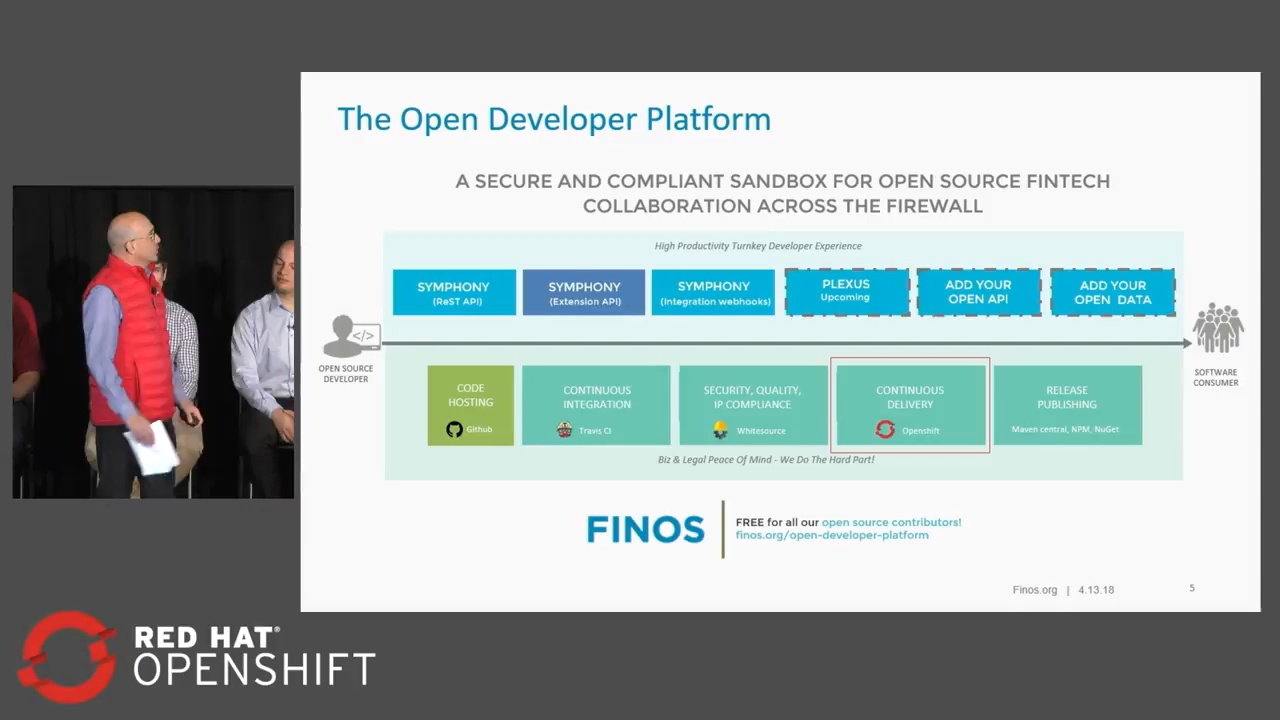 The Open Developer Platform
A SECURE AND COMPLIANT SANDBOX FOR OPEN SOURCE FINTECH
COLLABORATION ACROSS THE FIREWALL
High Productivity Turnkey Developer Experience
SYMPHONY
(ReST API)
SYMPHONY
(Extension API)
SYMPHONY
(Integration webhooks)
PLEXUS
Upcoming
ADD YOUR
OPEN API
ADD YOUR
OPEN DATA
</>
OPEN SOURCE
DEVELOPER
SOFTWARE
CONSUMER
CODE
HOSTING
Github
CONTINUOUS
INTEGRATION
Travis CI
SECURITY, QUALITY,
IP COMPLIANCE
Whitesource
CONTINUOUS
DELIVERY
Openshift
RELEASE
PUBLISHING
Maven central, NPM, NuGet
Biz & Legal Peace Of Mind - We Do The Hard Part!
FINOS
FREE for all our open source contributors!
finos.org/open-developer-platform
Finos.org | 4.13.18
5
RED HAT®
OPENSHIFT